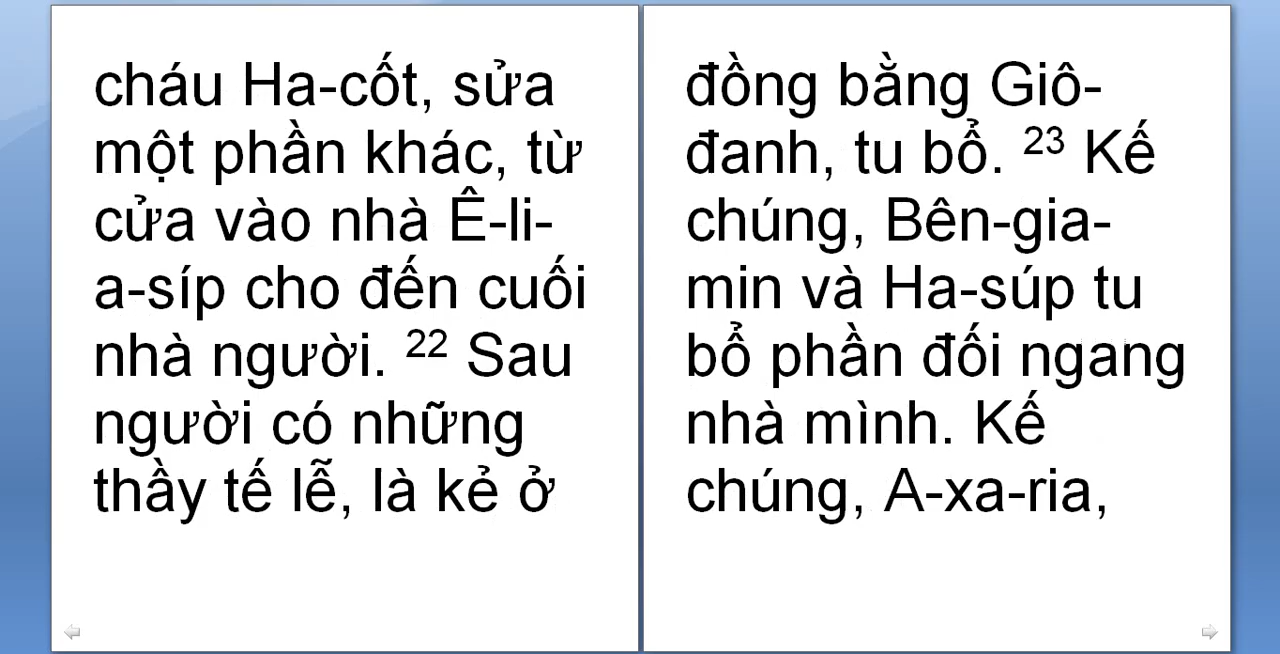 cháu Ha-cốt, sửa
một phần khác, từ
cửa vào nhà Ê-li-
a-síp cho đến cuối
nhà người. 22 Sau
người có những
thầy tế lễ, là kẻ ở
đồng bằng Giô-
đanh, tu bổ. 23 Kế
chúng, Bên-gia-
min và Ha-súp tu
bổ phần đối ngang
nhà mình. Kế
chúng, A-xa-ria,